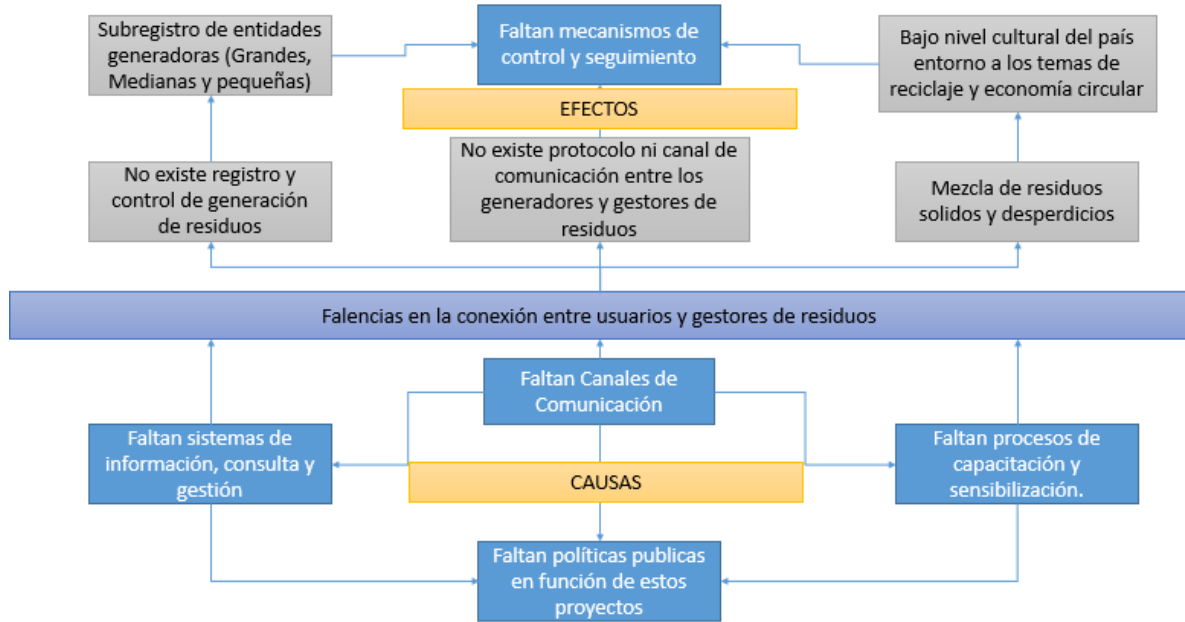 Subregistro de entidades
generadoras (Grandes,
Medianas y pequeñas)
Faltan mecanismos de
control y seguimiento
Bajo nivel cultural del país
entorno a los temas de
reciclaje y economía circular
EFECTOS
No existe registro y
control de generación
de residuos
No existe protocolo ni canal de
comunicación entre los
generadores y gestores de
residuos
Mezcla de residuos
solidos y desperdicios
Falencias en la conexión entre usuarios y gestores de residuos
Faltan Canales de
Comunicación
Faltan sistemas de
información, consulta y
gestión
Faltan procesos de
capacitación y
sensibilización.
CAUSAS
Faltan políticas publicas
en función de estos
proyectos